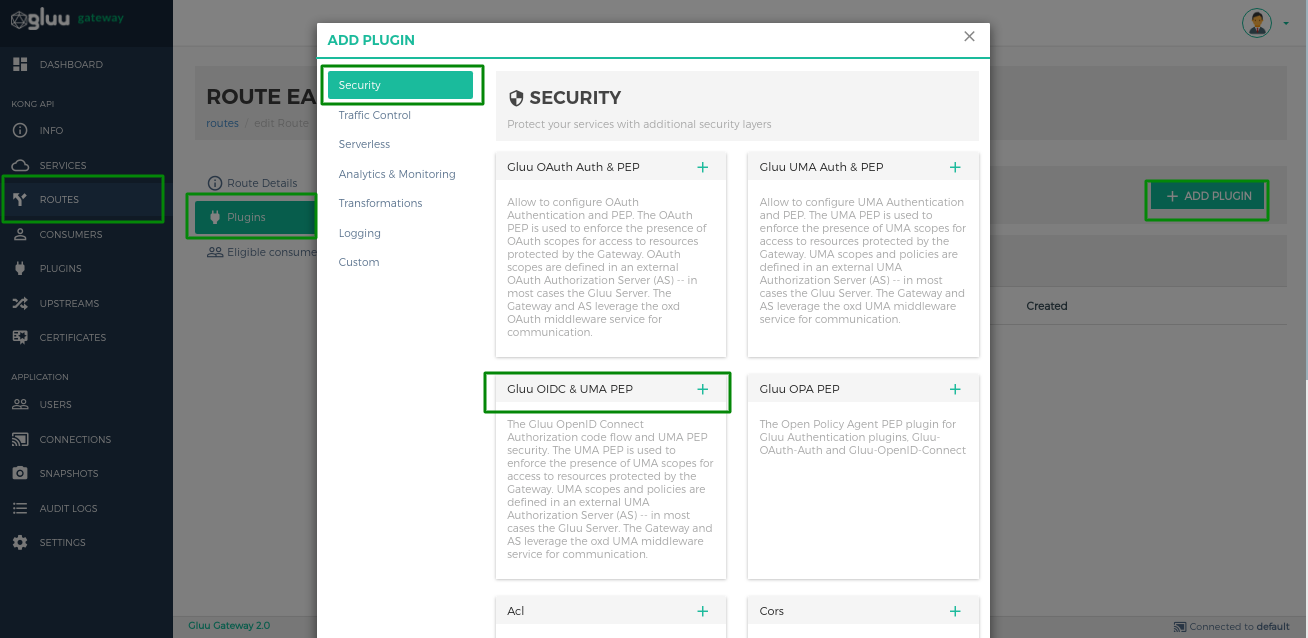 gluu gateway
DASHBOARD
KONG API
INFO
SERVICES
ROUTES
CONSUMERS
PLUGINS
UPSTREAMS
CERTIFICATES
APPLICATION
USERS
CONNECTIONS
SNAPSHOTS
AUDIT LOGS
SETTINGS
ROUTE EA
routes / edit Route
Route Details
Plugins
Eligible consume
ADD PLUGIN
Security
Traffic Control
Serverless
Analytics & Monitoring
Transformations
Logging
Custom
SECURITY
Protect your services with additional security layers
Gluu OAuth Auth & PEP +
Allow to configure OAuth
Authentication and PEP. The OAuth
PEP is used to enforce the presence of
OAuth scopes for access to resources
protected by the Gateway. OAuth
scopes are defined in an external
OAuth Authorization Server (AS) -- in
most cases the Gluu Server. The
Gateway and AS leverage the oxd
OAuth middleware service for
communication.
Gluu UMA Auth & PEP +
Allow to configure UMA Authentication
and PEP. The UMA PEP is used to
enforce the presence of UMA scopes for
access to resources protected by the
Gateway. UMA scopes and policies are
defined in an external UMA
Authorization Server (AS) -- in most
cases the Gluu Server. The Gateway and
AS leverage the oxd UMA middleware
service for communication.
Gluu OIDC & UMA PEP +
The Gluu OpenID Connect
Authorization code flow and UMA PEP
security. The UMA PEP is used to
enforce the presence of UMA scopes for
access to resources protected by the
Gateway. UMA scopes and policies are
defined in an external UMA
Authorization Server (AS) -- in most
cases the Gluu Server. The Gateway and
AS leverage the oxd UMA middleware
service for communication.
Gluu OPA PEP +
The Open Policy Agent PEP plugin for
Gluu Authentication plugins, Gluu-
OAuth-Auth and Gluu-OpenID-Connect
Acl +
Cors +
+ ADD PLUGIN
Created
Gluu Gateway 2.0
Connected to default